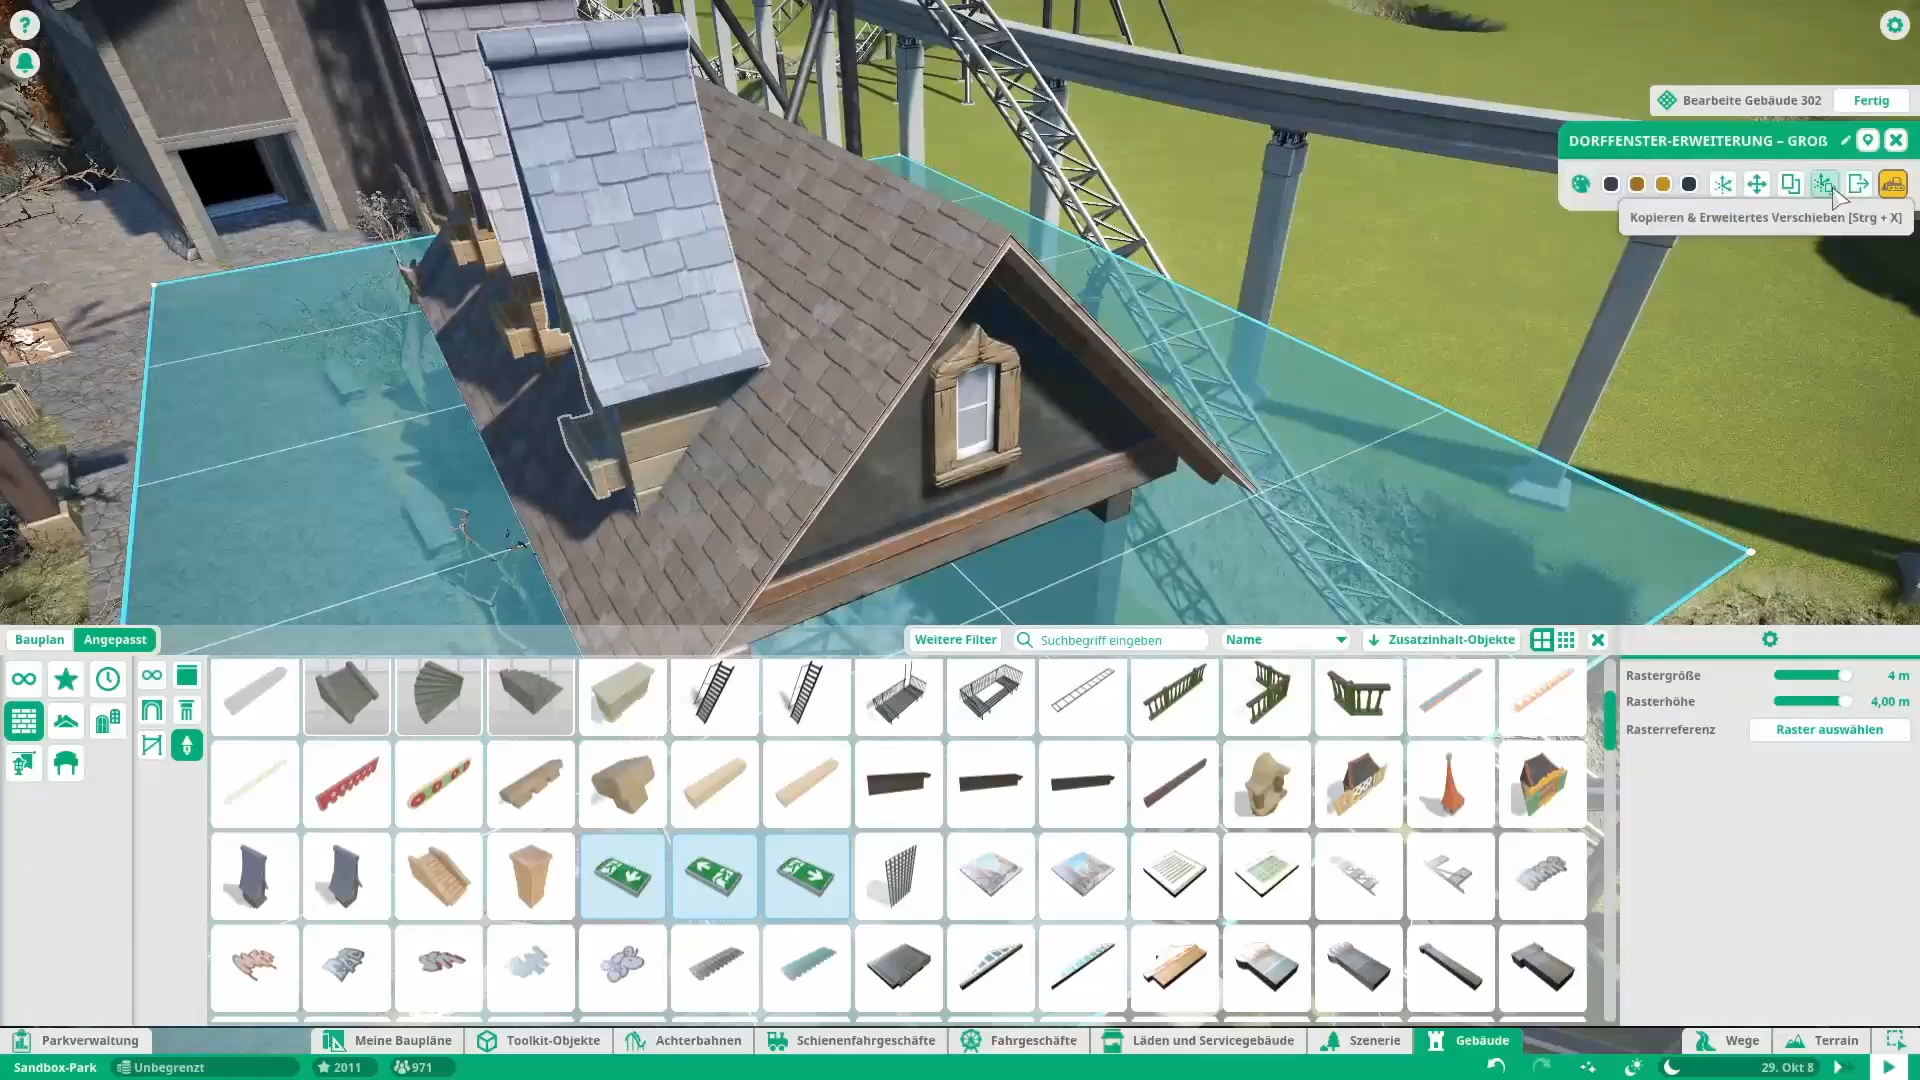 ?
Bearbeite Gebäude 302
Fertig
DORFFENSTER-ERWEITERUNG – GROß
Kopieren & Erweitertes Verschieben [Strg + X]
Bauplan
Angepasst
Weitere Filter
Suchbegriff eingeben
Name
Zusatzinhalt-Objekte
Rastergröße
4 m
Rasterhöhe
4,00 m
Rasterreferenz
Raster auswählen
Parkverwaltung
Meine Baupläne
Toolkit-Objekte
Achterbahnen
Schienenfahrgeschäfte
Fahrgeschäfte
Läden und Servicegebäude
Szenerie
Gebäude
Wege
Terrain
Sandbox-Park
Unbegrenzt
2011
971
29. Okt 8